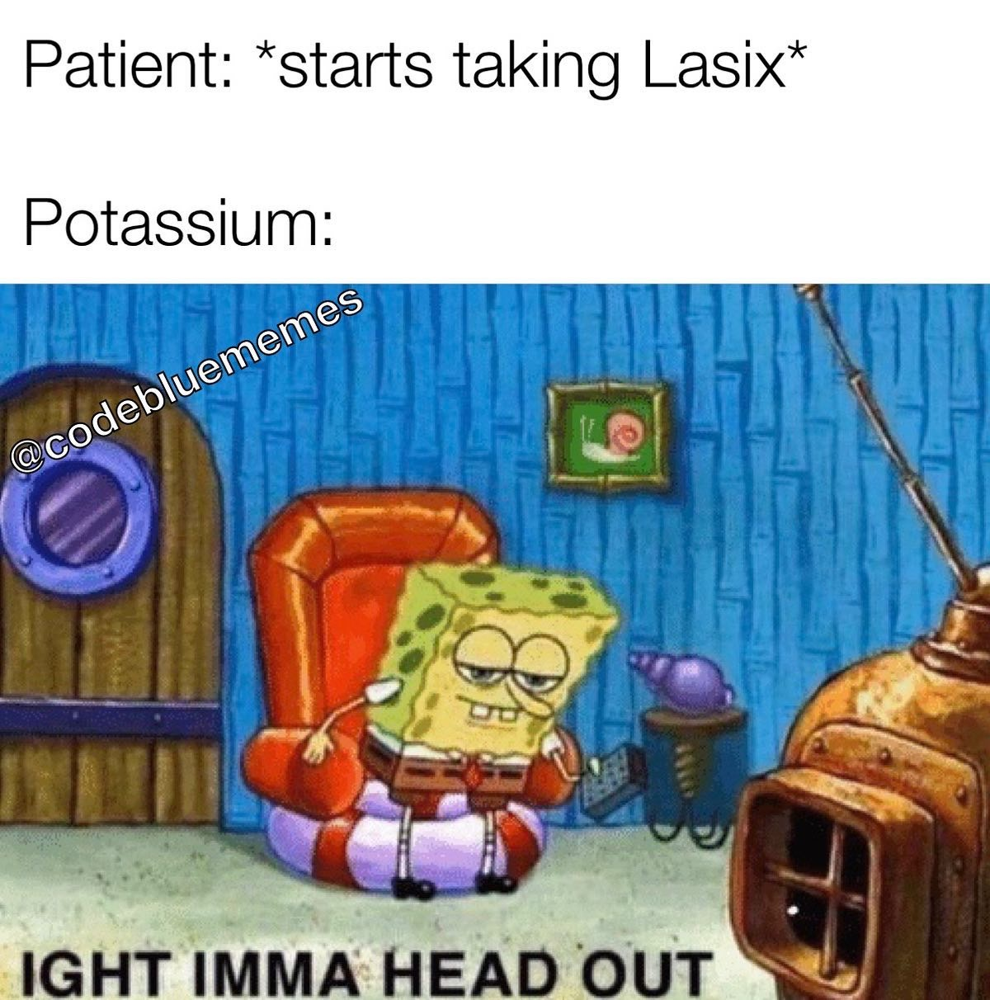 Patient: *starts taking Lasix*
Potassium:
@codebluememes
IGHT IMMA HEAD OUT